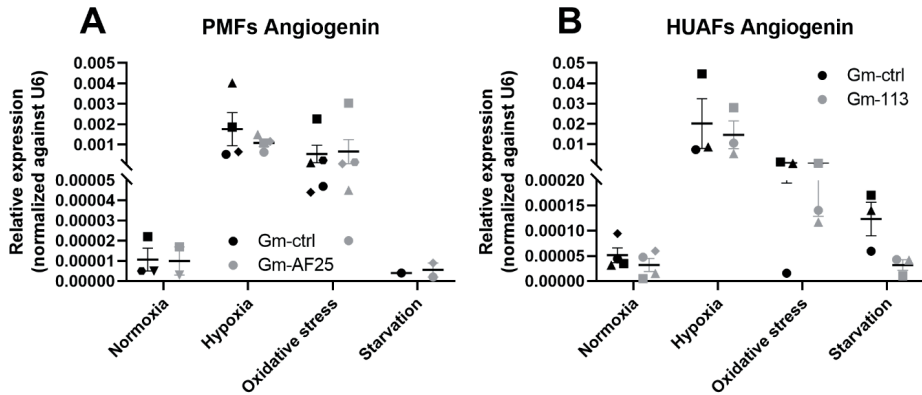 A
PMFs Angiogenin
Relative expression
(normalized against U6)
0.005
0.004
0.003
0.002
0.001
0.00005
0.00004
0.00003
0.00002
0.00001
0.00000
Gm-ctrl
Gm-AF25
Normoxia
Hypoxia
Oxidative stress
Starvation
B
HUAFs Angiogenin
Relative expression
(normalized against U6)
0.05
0.04
0.03
0.02
0.01
0.00020
0.00015
0.00010
0.00005
0.00000
Gm-ctrl
Gm-113
Normoxia
Hypoxia
Oxidative stress
Starvation